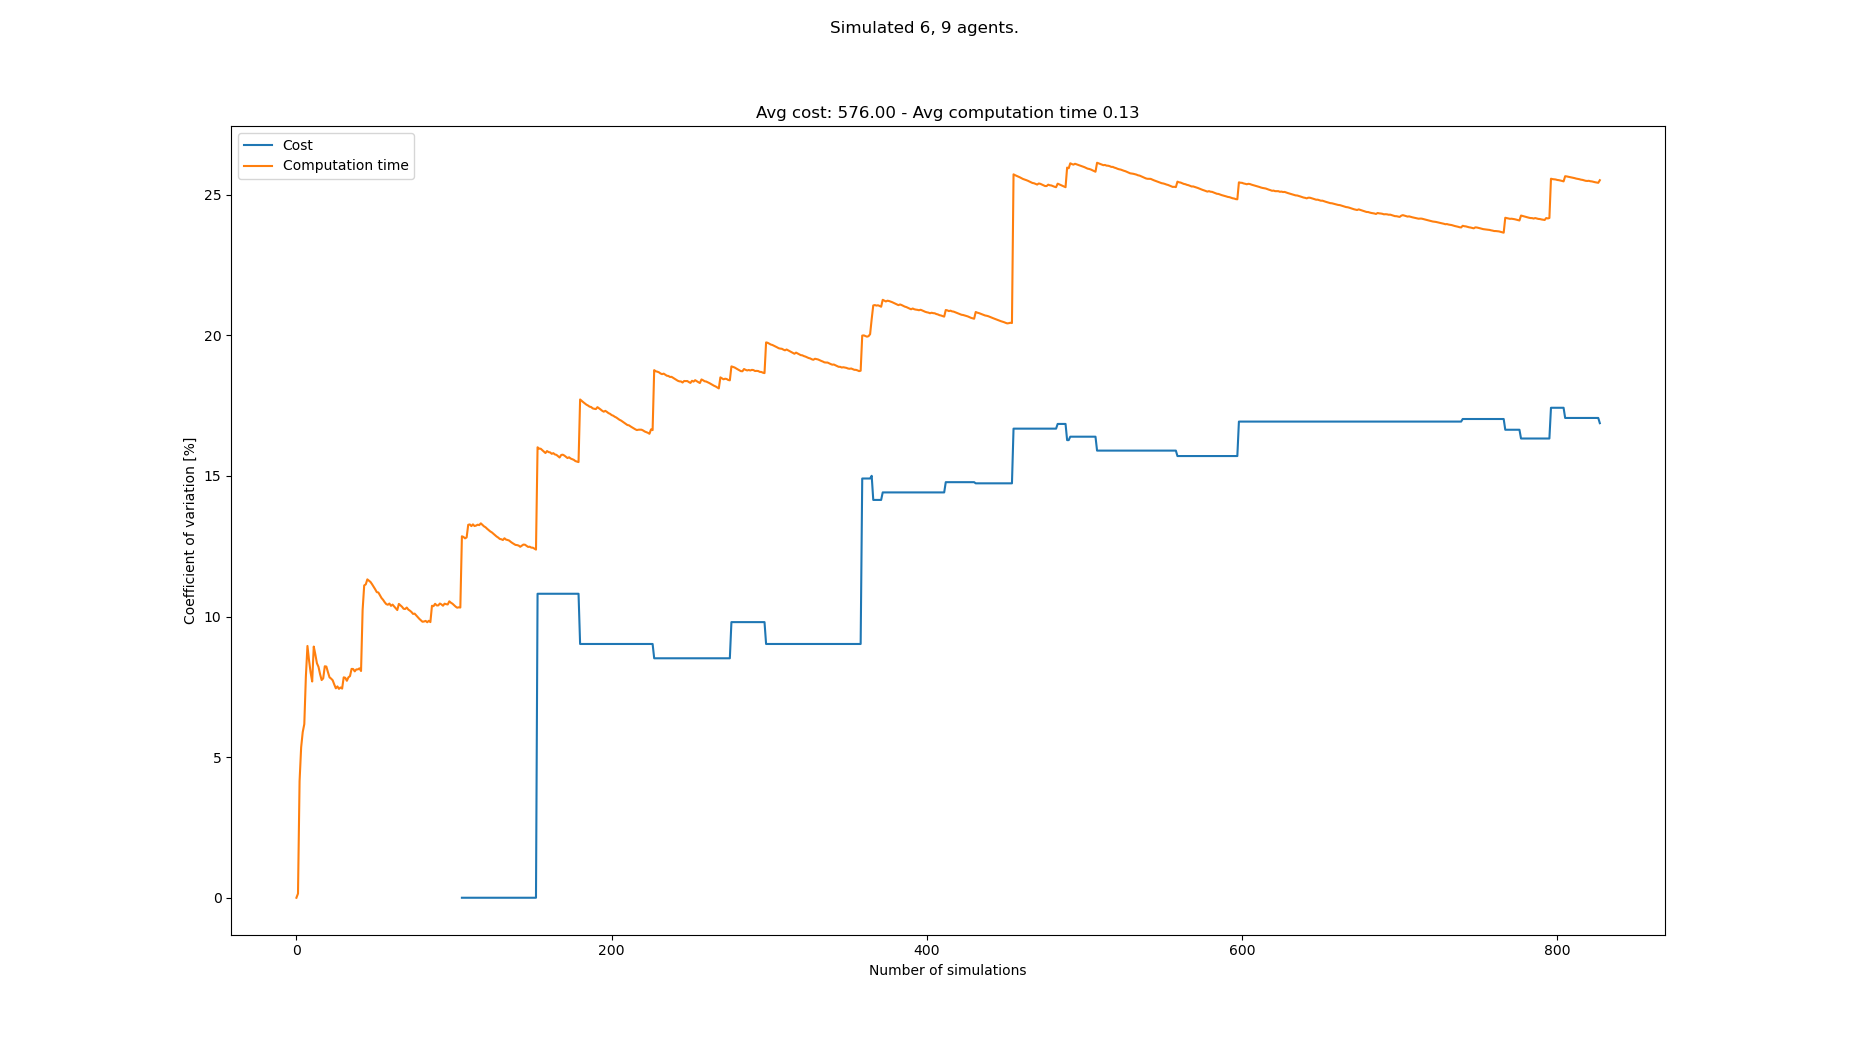 Simulated 6, 9 agents.
Avg cost: 576.00 - Avg computation time 0.13
Cost
Computation time
Coefficient of variation [%]
25
20
15
10
5
0
0 200 400 600 800
Number of simulations